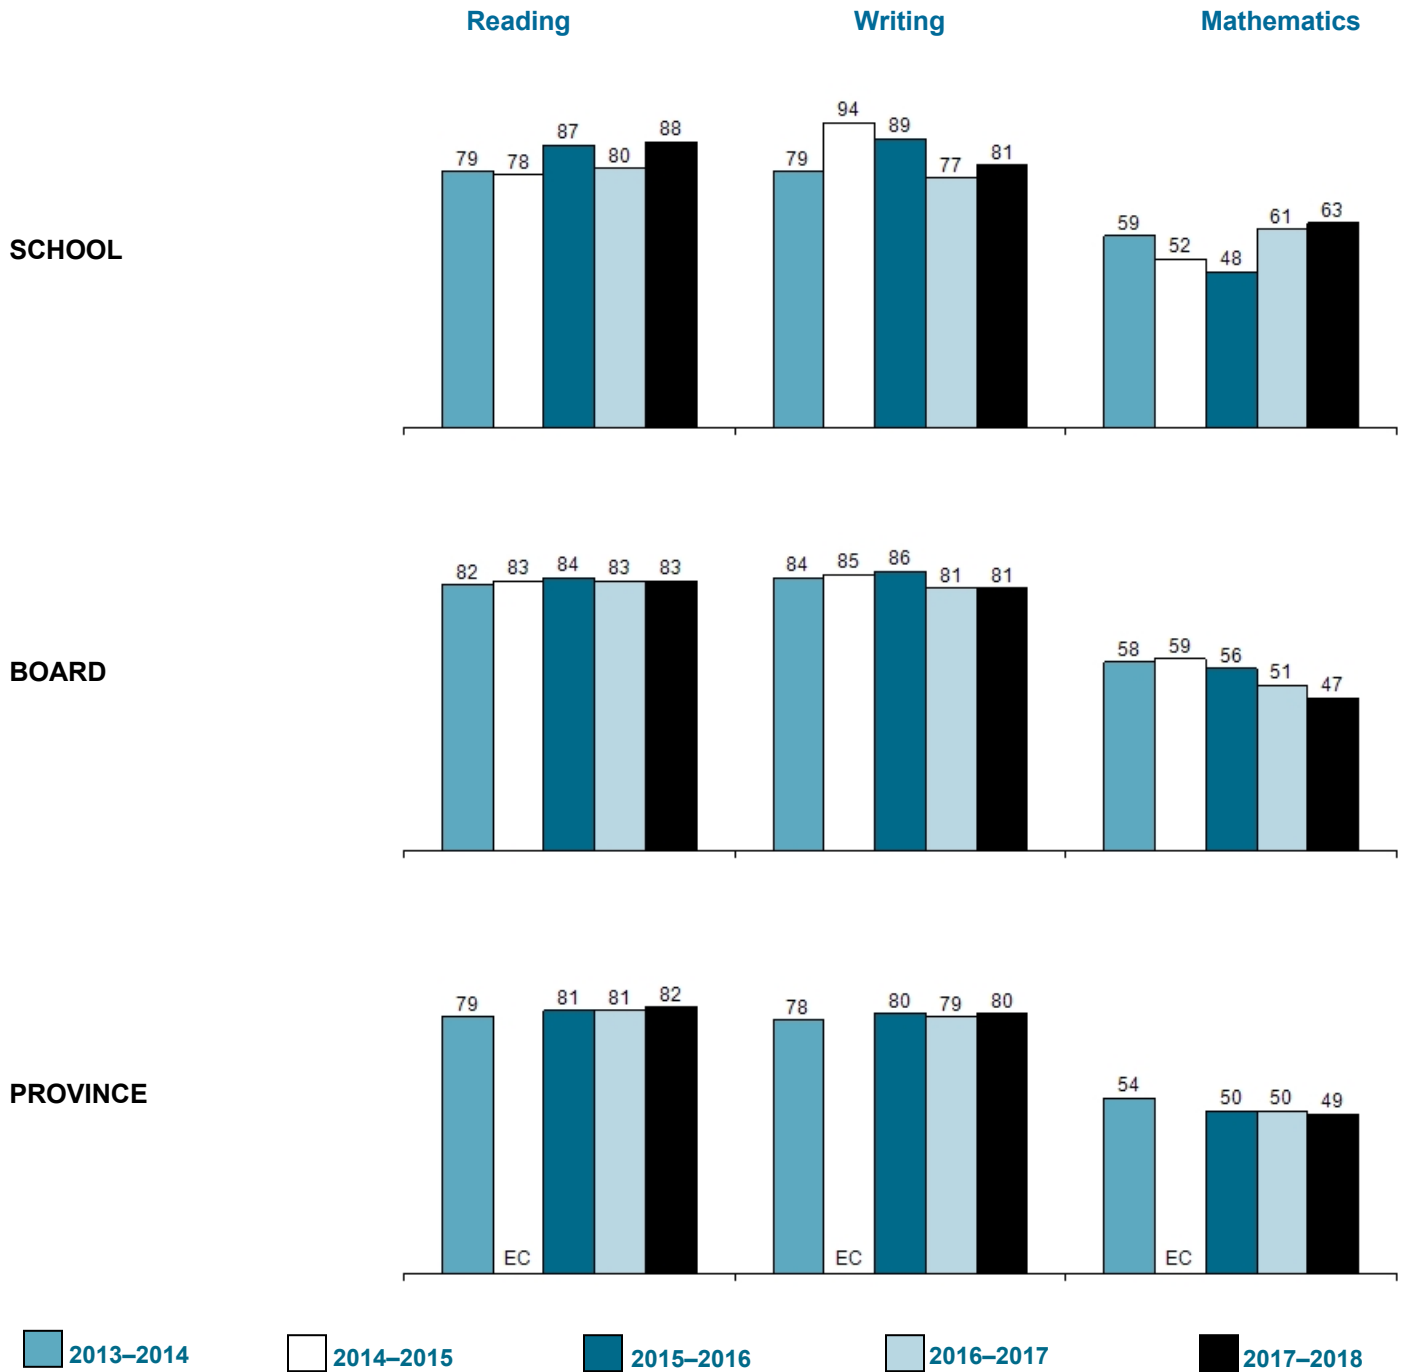 Reading Writing Mathematics
SCHOOL
79 78 87 80 88
79 94 89 77 81
59 52 48 61 63
BOARD
82 83 84 83 83
84 85 86 81 81
58 59 56 51 47
PROVINCE
79 EC 81 81 82
78 EC 80 79 80
54 EC 50 50 49
2013–2014 2014–2015 2015–2016 2016–2017 2017–2018